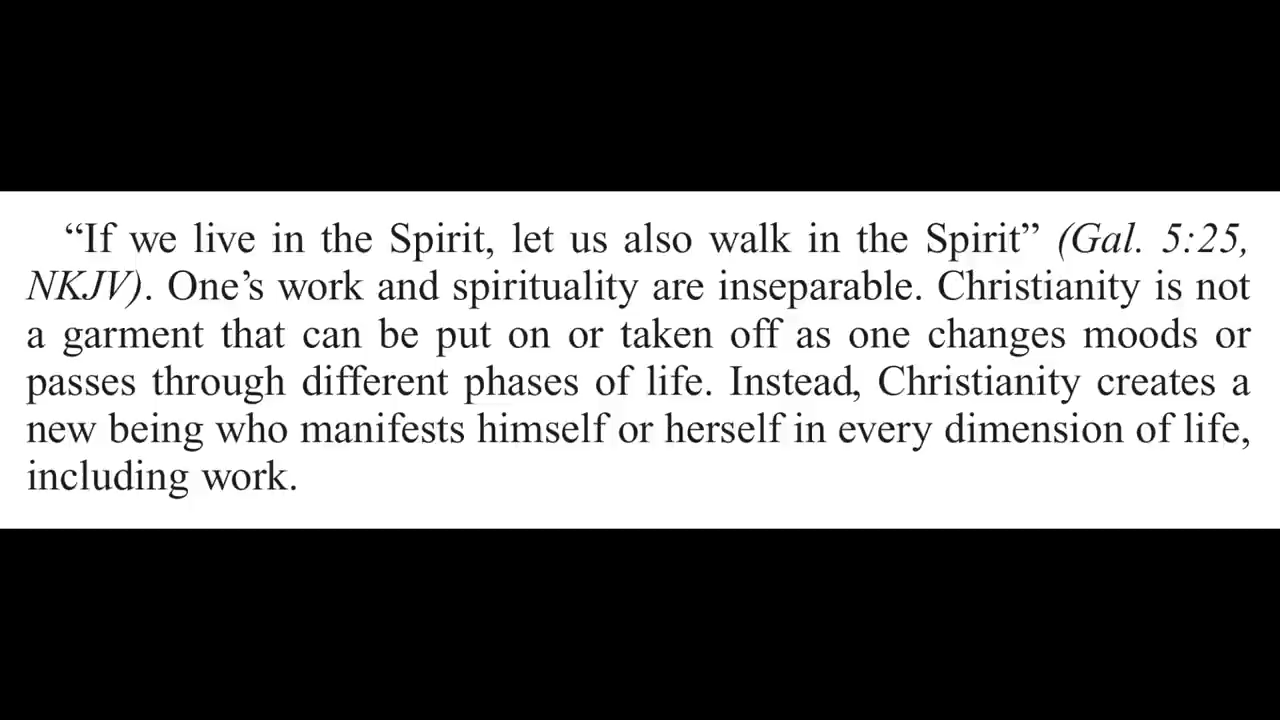 “If we live in the Spirit, let us also walk in the Spirit” (Gal. 5:25,
NKJV). One’s work and spirituality are inseparable. Christianity is not
a garment that can be put on or taken off as one changes moods or
passes through different phases of life. Instead, Christianity creates a
new being who manifests himself or herself in every dimension of life,
including work.